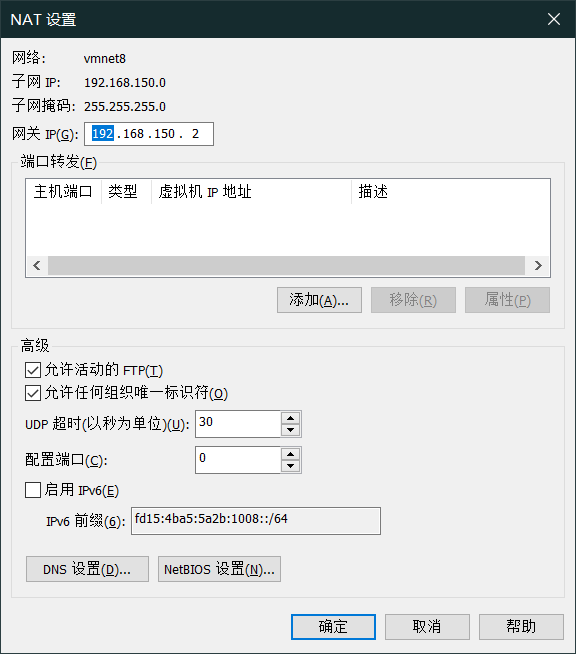 NAT 设置
网络: vmnet8
子网 IP: 192.168.150.0
子网掩码: 255.255.255.0
网关 IP(G): 192 . 168 . 150 . 2
端口转发(F)
主机端口 类型 虚拟机 IP 地址 描述
添加(A)... 移除(R) 属性(P)
高级
允许活动的 FTP(T)
允许任何组织唯一标识符(O)
UDP 超时(以秒为单位)(U): 30
配置端口(C): 0
启用 IPv6(E)
IPv6 前缀(6): fd15:4ba5:5a2b:1008::/64
DNS 设置(D)... NetBIOS 设置(N)...
确定 取消 帮助